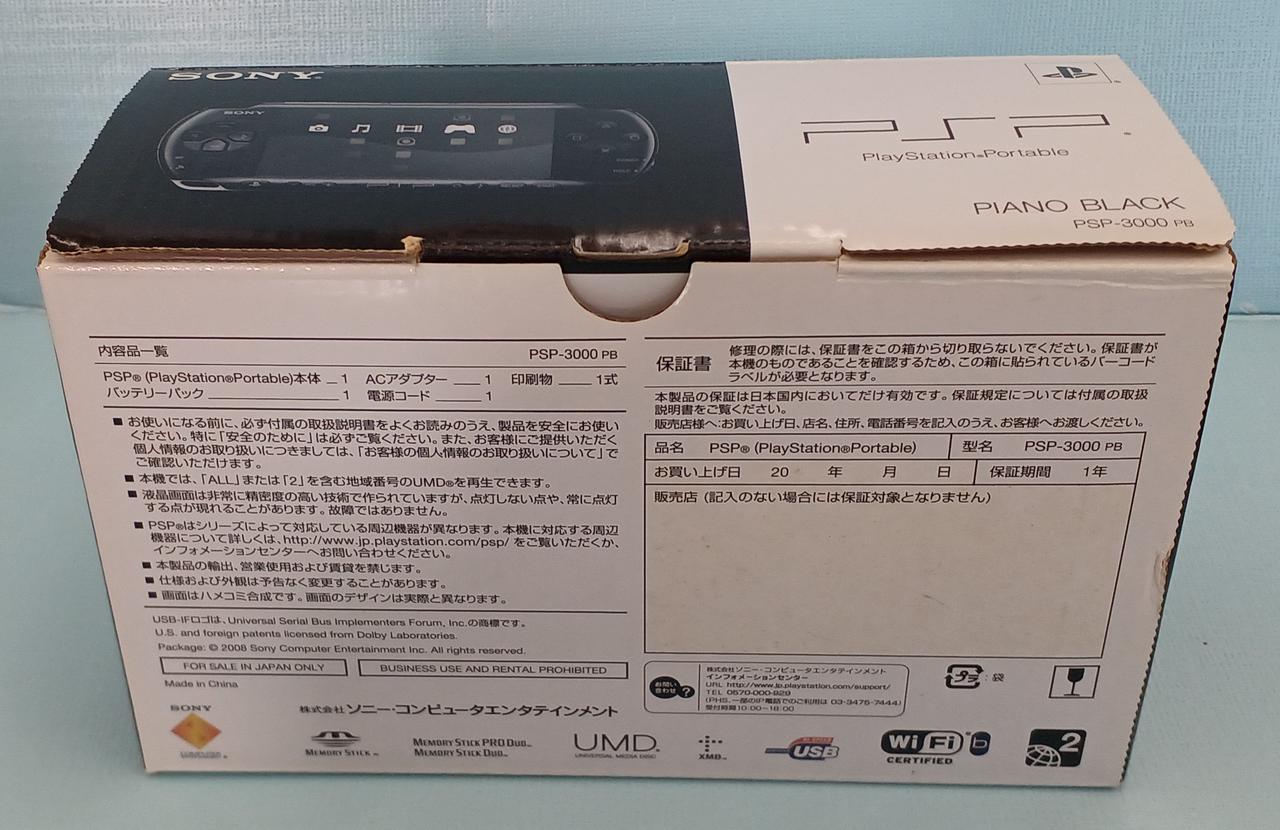 SONY
SONY
PSP
PlayStation®Portable
PIANO BLACK
PSP-3000 PB
内容品一覧 PSP-3000 PB
PSP® (PlayStation®Portable)本体 1 ACアダプター 1 印刷物 1式
バッテリーパック 1 電源コード 1
■ お使いになる前に、必ず付属の取扱説明書をよくお読みのうえ、製品を安全にお使い
ください。特に「安全のために」は必ずご覧ください。また、お客様にご提供いただく
個人情報のお取り扱いにつきましては、「お客様の個人情報のお取り扱いについて」で
ご確認いただけます。
■ 本機では、「ALL」または「2」を含む地域番号のUMD®を再生できます。
■ 液晶画面は非常に精密度の高い技術で作られていますが、点灯しない点や、常に点灯
する点が現れることがあります。故障ではありません。
■ PSP®はシリーズによって対応している周辺機器が異なります。本機に対応する周辺
機器について詳しくは、http://www.jp.playstation.com/psp/ をご覧いただくか、
インフォメーションセンターへお問い合わせください。
■ 本製品の輸出、営業使用および賃貸を禁じます。
■ 仕様および外観は予告なく変更することがあります。
■ 画面はハメコミ合成です。画面のデザインは実際と異なります。
USB-IFロゴは、Universal Serial Bus Implementers Forum, Inc.の商標です。
U.S. and foreign patents licensed from Dolby Laboratories.
Package: © 2008 Sony Computer Entertainment Inc. All rights reserved.
FOR SALE IN JAPAN ONLY
BUSINESS USE AND RENTAL PROHIBITED
Made in China
保証書
修理の際には、保証書をこの箱から切り取らないでください。保証書が
本機のものであることを確認するため、この箱に貼られているバーコード
ラベルが必要となります。
本製品の保証は日本国内においてだけ有効です。保証規定については付属の取扱
説明書をご覧ください。
販売店様へ:お買い上げ日、店名、住所、電話番号を記入のうえ、お客様へお渡しください。
品名 PSP® (PlayStation®Portable) 型名 PSP-3000 PB
お買い上げ日 20 年 月 日 保証期間 1年
販売店 (記入のない場合には保証対象となりません)
お問い
合わせ ?
株式会社ソニー・コンピュータエンタテインメント
インフォメーションセンター
URL http://www.jp.playstation.com/support/
TEL 0570-000-929
(PHS、一部のIP電話でのご利用は 03-3475-7444)
受付時間10:00~18:00
プラ : 袋
SONY
COMPUTER
株式会社ソニー・コンピュータエンタテインメント
MEMORY STICK™
MEMORY STICK PRO DUO™
MEMORY STICK DUO™
UMD
UNIVERSAL MEDIA DISC
XMB™
USB
Wi Fi® b
CERTIFIED
2